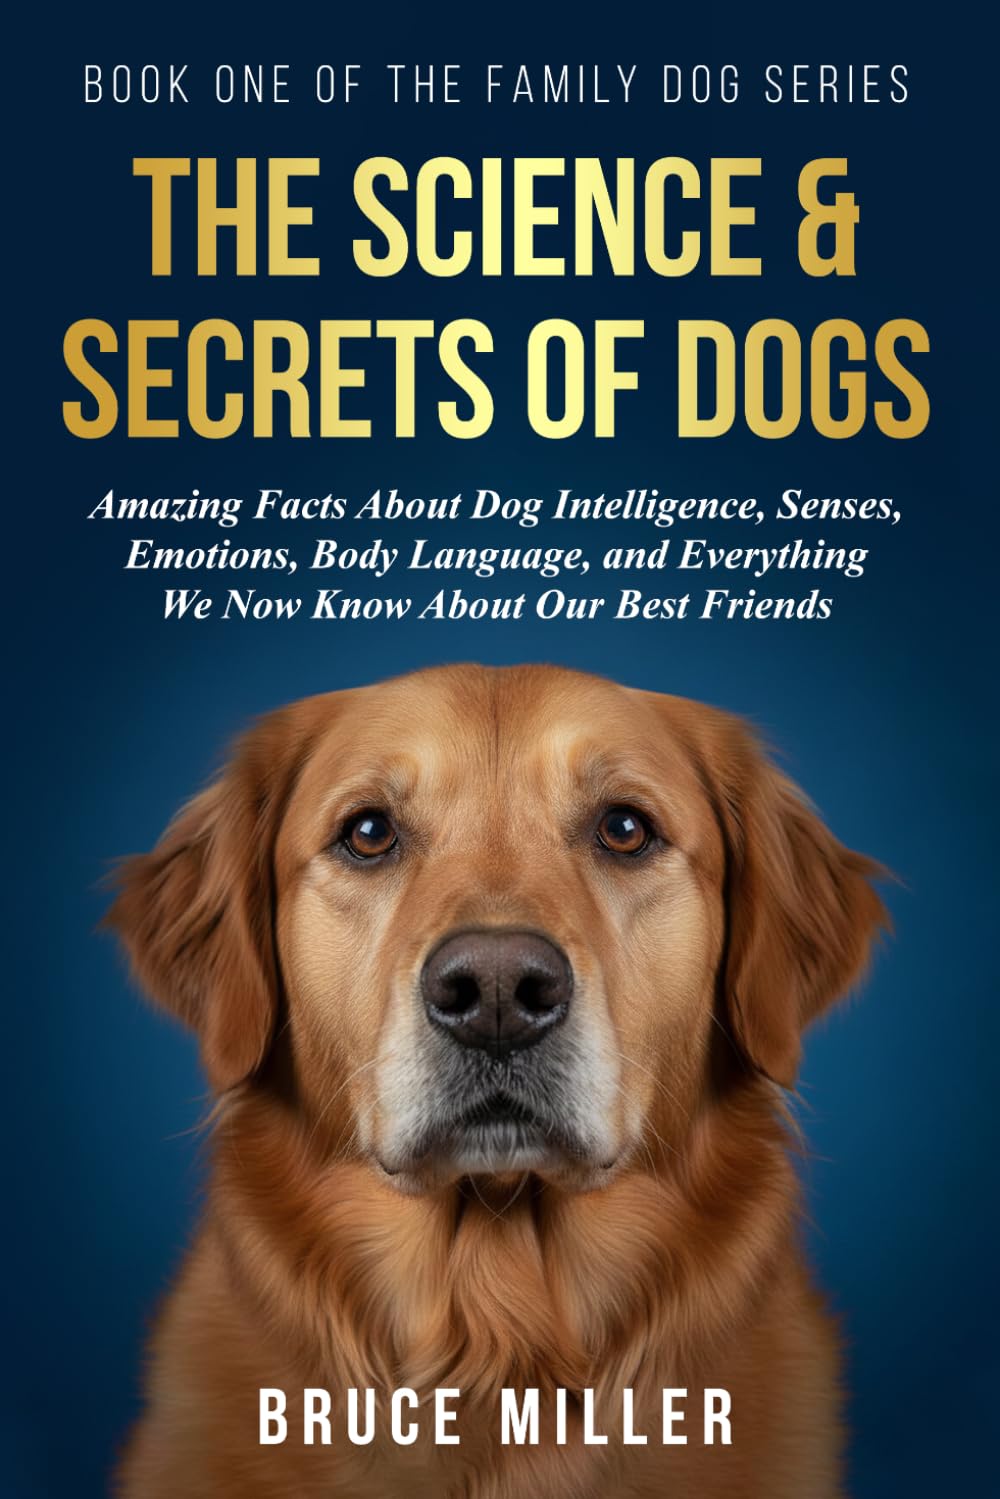 BOOK ONE OF THE FAMILY DOG SERIES
THE SCIENCE &
SECRETS OF DOGS
Amazing Facts About Dog Intelligence, Senses,
Emotions, Body Language, and Everything
We Now Know About Our Best Friends
BRUCE MILLER